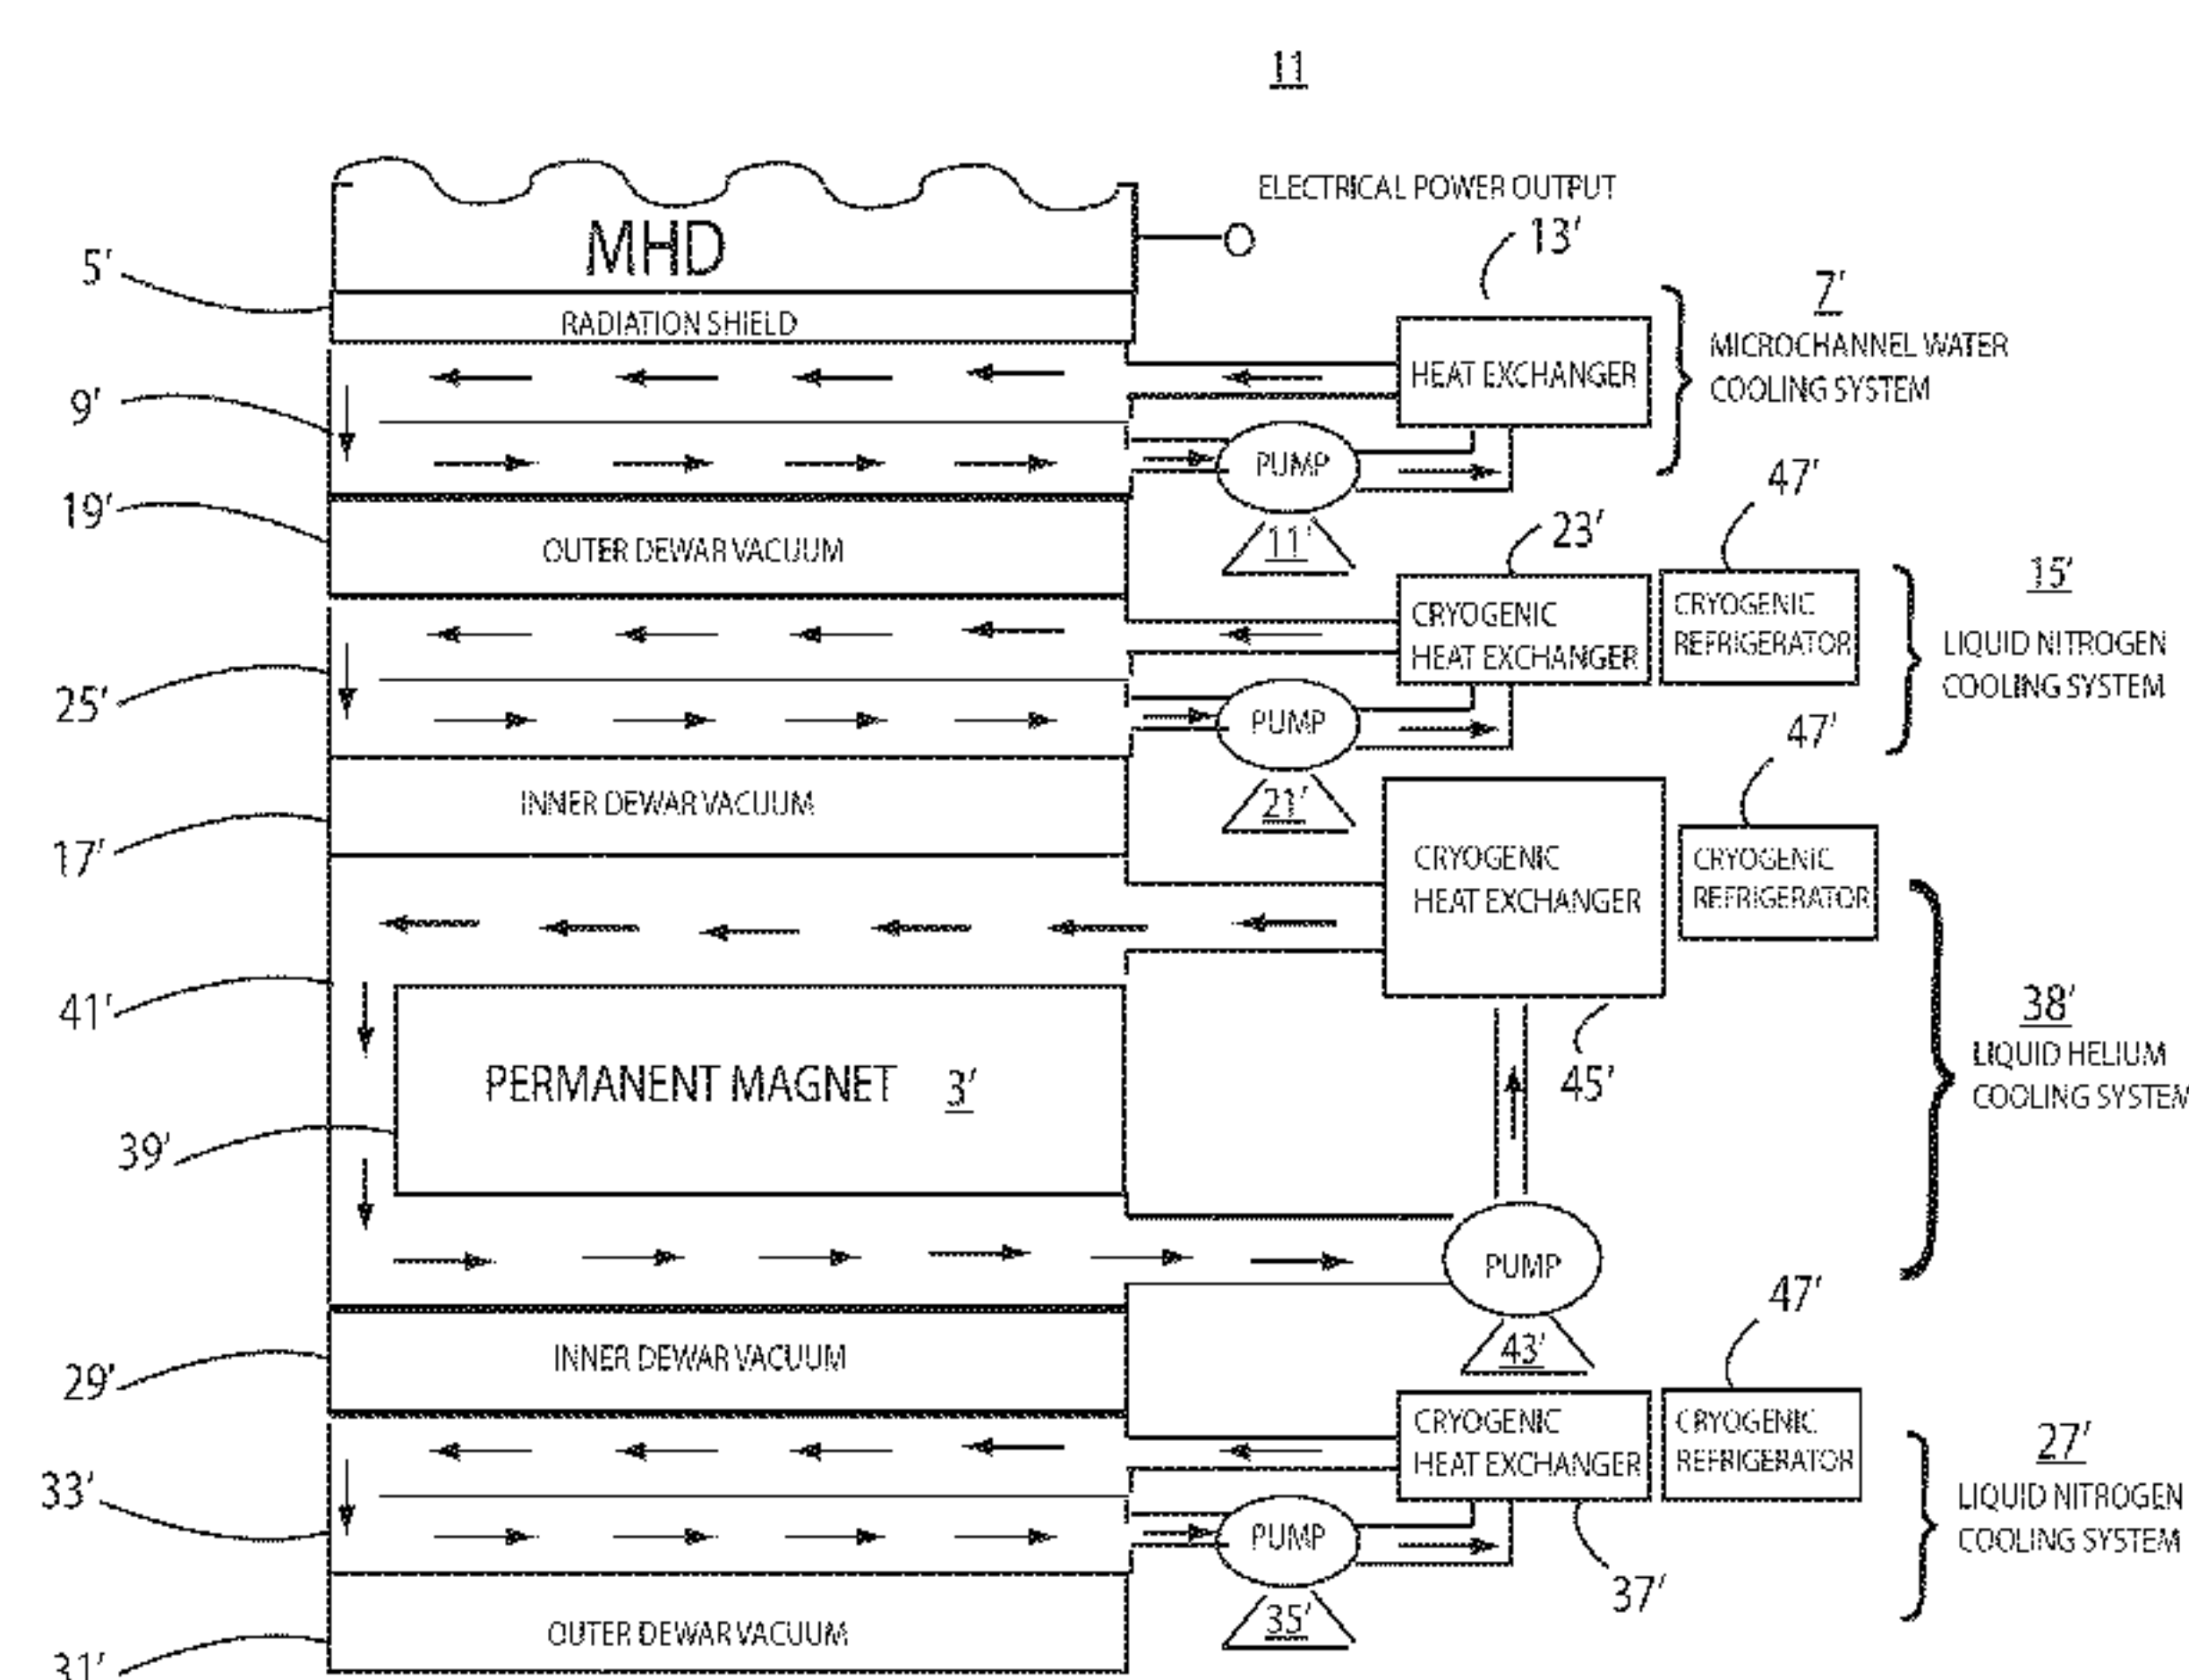 11
ELECTRICAL POWER OUTPUT
MHD
13'
5'
7'
RADIATION SHIELD
MICROCHANNEL WATER
COOLING SYSTEM
HEAT EXCHANGER
9'
PUMP
11'
47'
19'
23'
OUTER DEWAR VACUUM
15'
CRYOGENIC
HEAT EXCHANGER
CRYOGENIC
REFRIGERATOR
LIQUID NITROGEN
COOLING SYSTEM
25'
PUMP
21'
47'
INNER DEWAR VACUUM
17'
CRYOGENIC
HEAT EXCHANGER
CRYOGENIC
REFRIGERATOR
41'
38'
LIQUID HELIUM
COOLING SYSTEM
PERMANENT MAGNET 3'
45'
39'
PUMP
43'
47'
INNER DEWAR VACUUM
29'
CRYOGENIC
HEAT EXCHANGER
CRYOGENIC
REFRIGERATOR
27'
LIQUID NITROGEN
COOLING SYSTEM
33'
PUMP
35'
37'
OUTER DEWAR VACUUM
31'